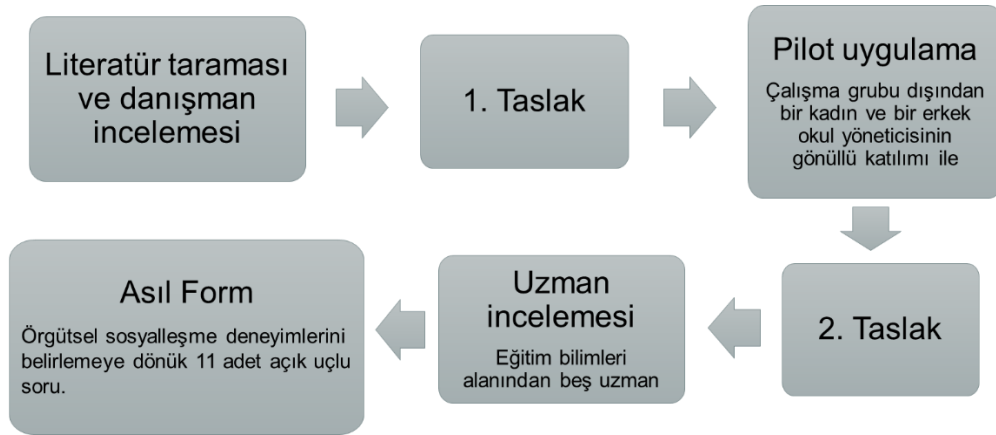 Literatür taraması
ve danışman
incelemesi
1. Taslak
Pilot uygulama
Çalışma grubu dışından
bir kadın ve bir erkek
okul yöneticisinin
gönüllü katılımı ile
2. Taslak
Uzman
incelemesi
Eğitim bilimleri
alanından beş uzman
Asıl Form
Örgütsel sosyalleşme deneyimlerini
belirlemeye dönük 11 adet açık uçlu
soru.